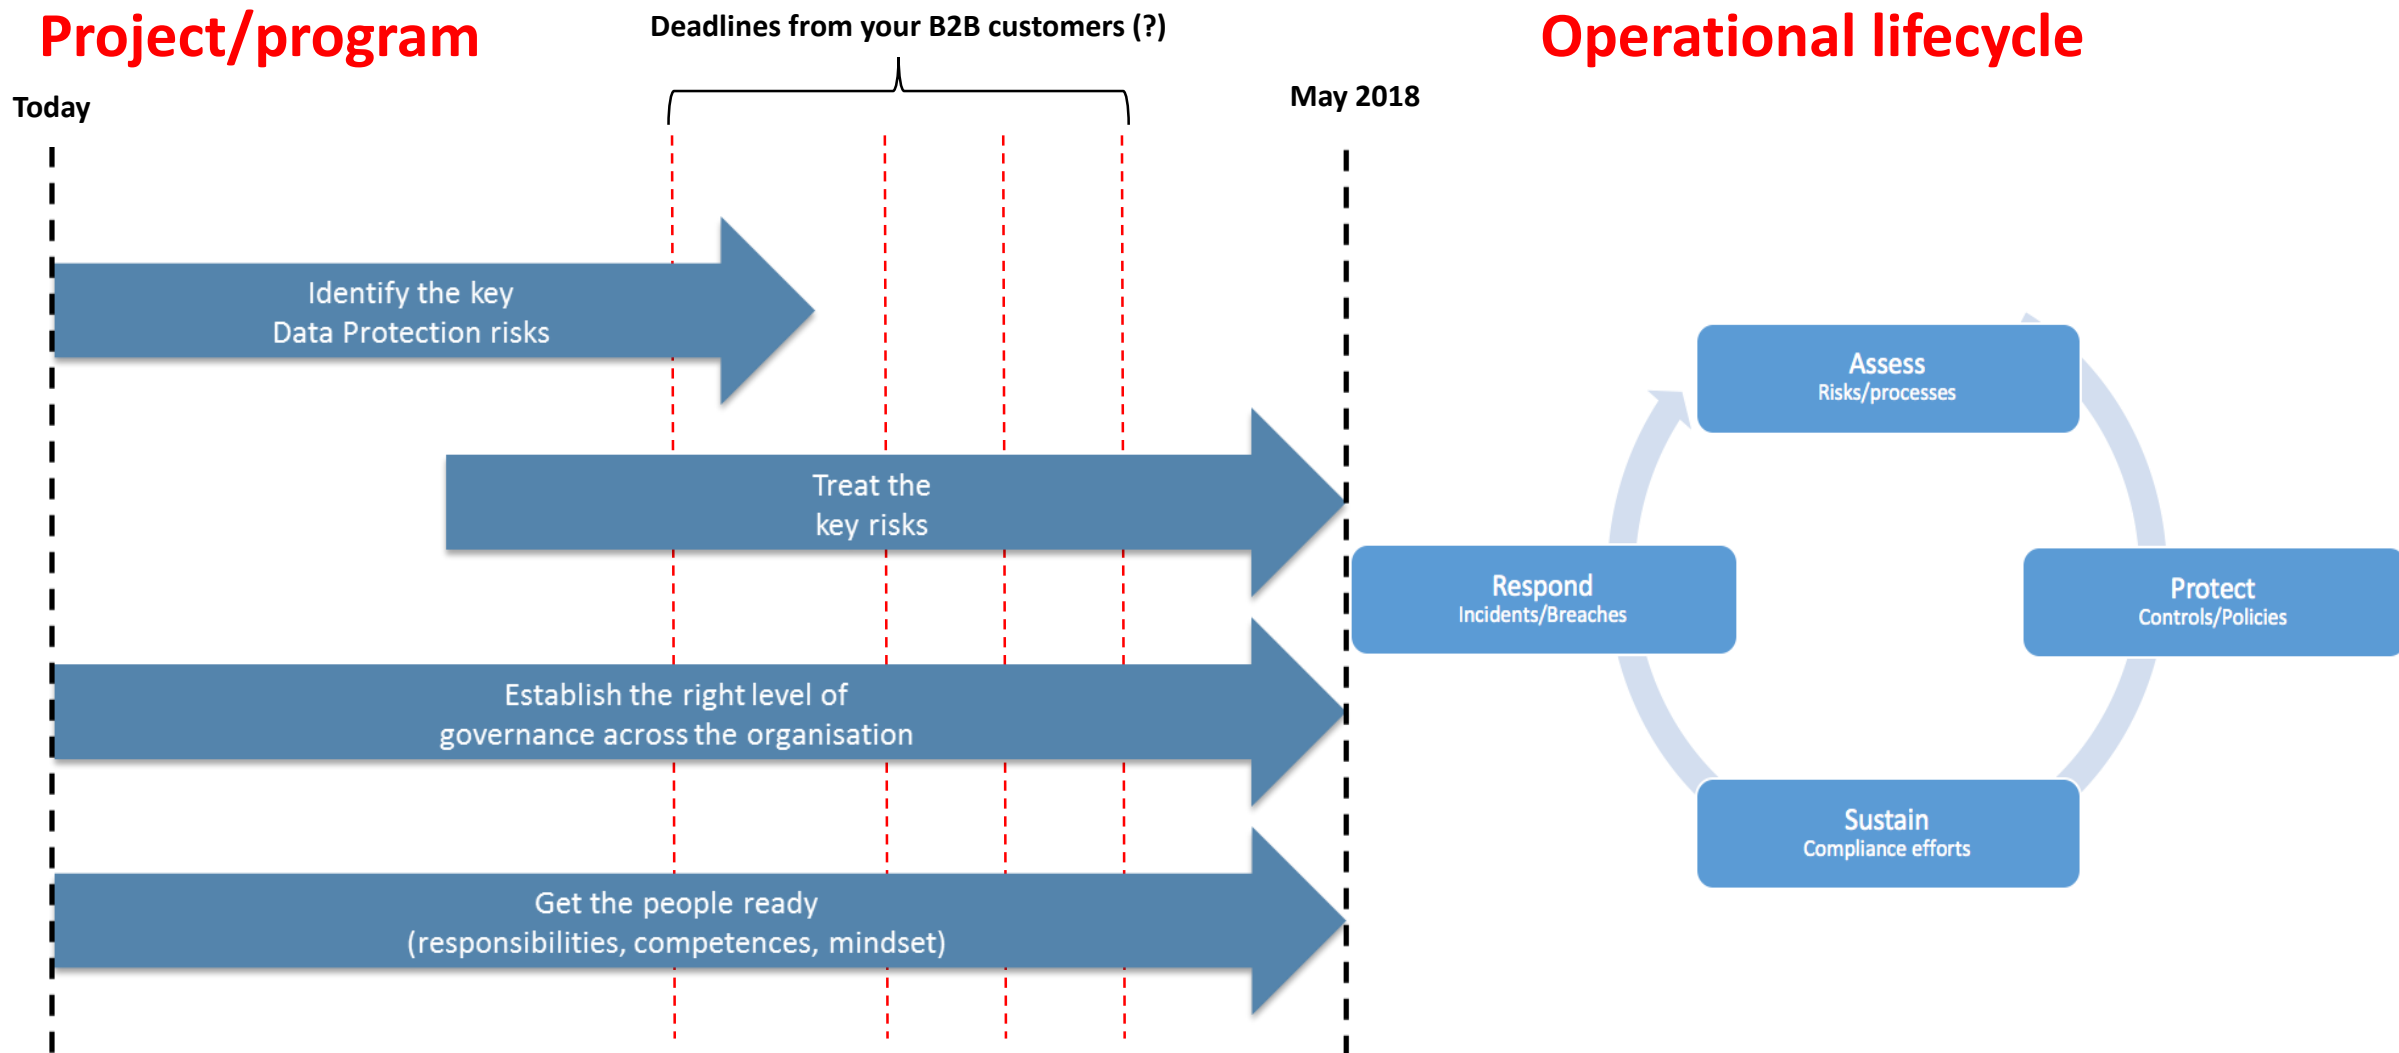 Project/program
Deadlines from your B2B customers (?)
Operational lifecycle
Today
May 2018
Identify the key
Data Protection risks
Treat the
key risks
Establish the right level of
governance across the organisation
Get the people ready
(responsibilities, competences, mindset)
Assess
Risks/processes
Respond
Incidents/Breaches
Protect
Controls/Policies
Sustain
Compliance efforts